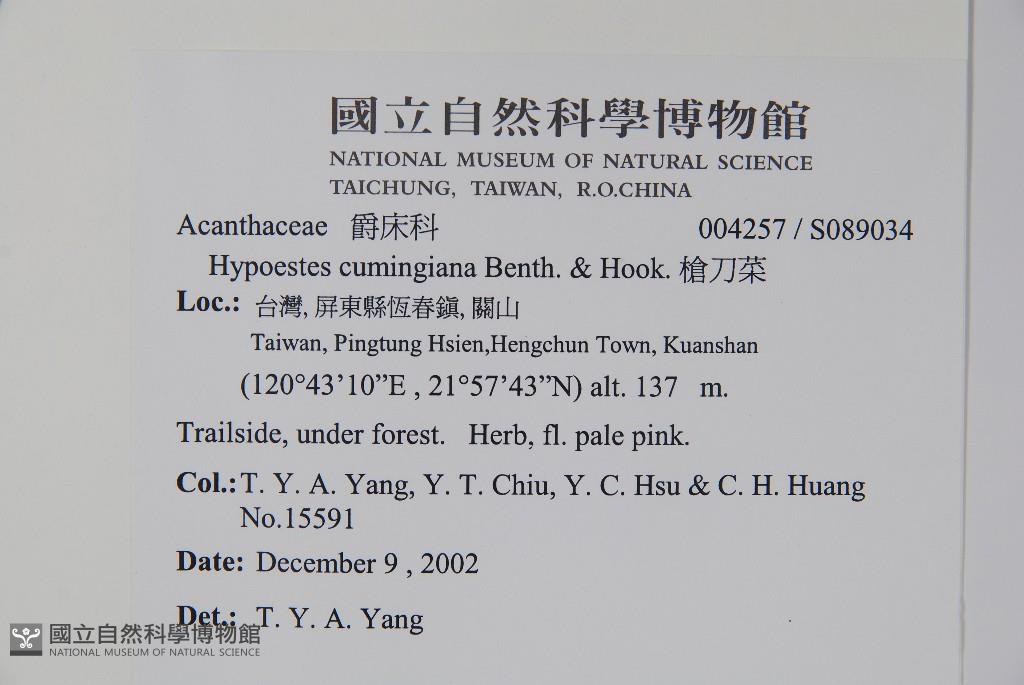 國立自然科學博物館
NATIONAL MUSEUM OF NATURAL SCIENCE
TAICHUNG, TAIWAN, R.O.CHINA
Acanthaceae 爵床科 004257 / S089034
Hypoestes cumingiana Benth. & Hook. 槍刀菜
Loc.: 台灣, 屏東縣恆春鎭, 關山
Taiwan, Pingtung Hsien,Hengchun Town, Kuanshan
(120°43’10”E , 21°57’43”N) alt. 137 m.
Trailside, under forest. Herb, fl. pale pink.
Col.: T. Y. A. Yang, Y. T. Chiu, Y. C. Hsu & C. H. Huang
No.15591
Date: December 9 , 2002
Det.: T. Y. A. Yang
國立自然科學博物館
NATIONAL MUSEUM OF NATURAL SCIENCE